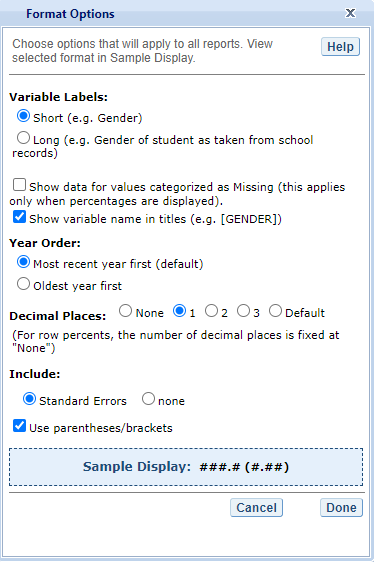 Format Options X
Choose options that will apply to all reports. View
selected format in Sample Display.
Help
Variable Labels:
Short (e.g. Gender)
Long (e.g. Gender of student as taken from school
records)
Show data for values categorized as Missing (this applies
only when percentages are displayed).
Show variable name in titles (e.g. [GENDER])
Year Order:
Most recent year first (default)
Oldest year first
Decimal Places: None 1 2 3 Default
(For row percents, the number of decimal places is fixed at
"None")
Include:
Standard Errors none
Use parentheses/brackets
Sample Display: ###.# (#.##)
Cancel Done